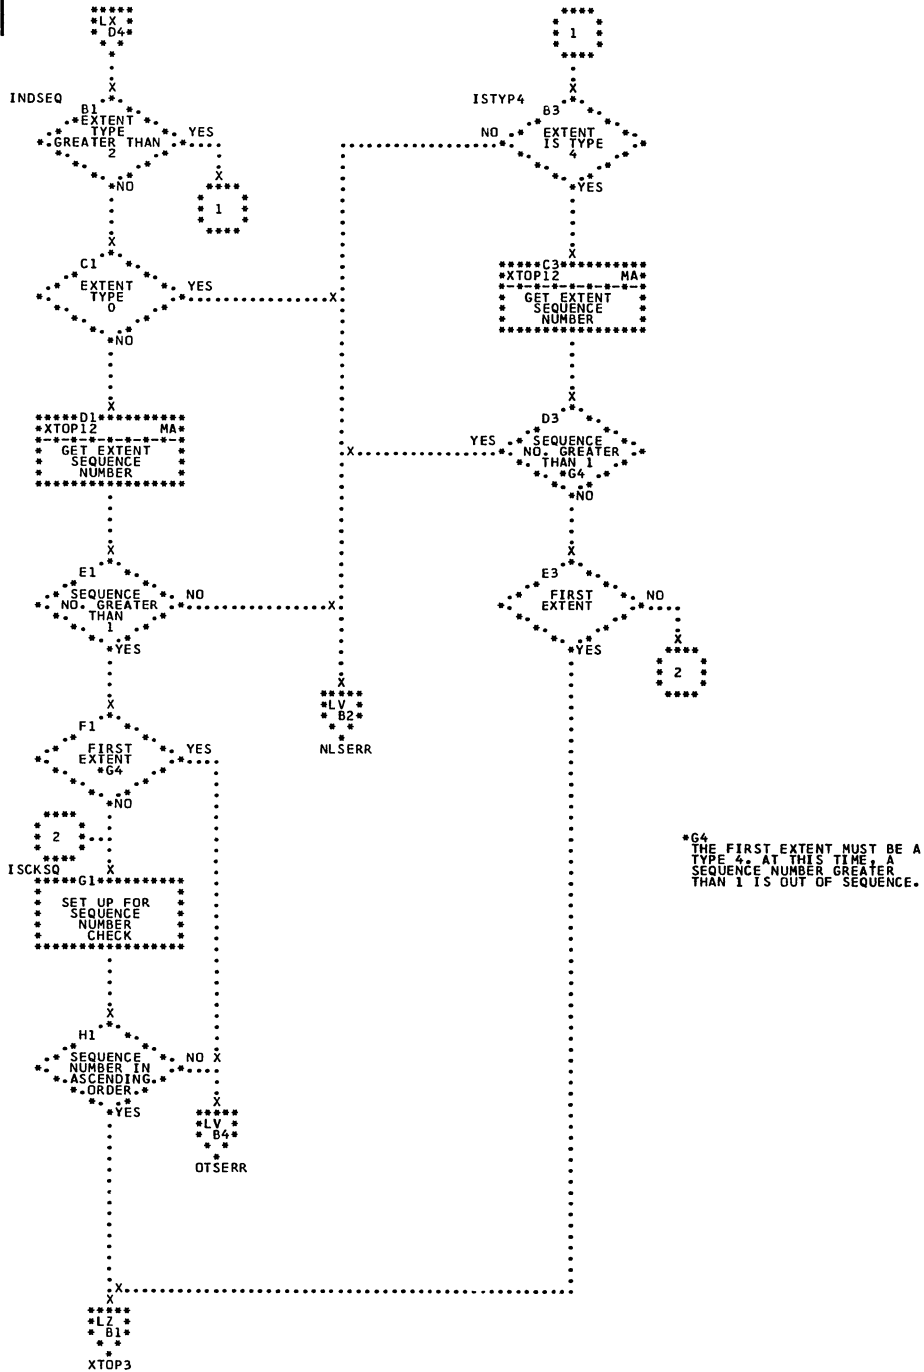 LX
D4
INDSEQ
B1
EXTENT
TYPE
GREATER THAN
2
YES
NO
1
C1
EXTENT
TYPE
0
YES
NO
D1
XTOP12 MA
GET EXTENT
SEQUENCE
NUMBER
E1
SEQUENCE
NO. GREATER
THAN
1
NO
YES
F1
FIRST
EXTENT
*G4
YES
NO
2
ISCKSQ
G1
SET UP FOR
SEQUENCE
NUMBER
CHECK
H1
SEQUENCE
NUMBER IN
ASCENDING
ORDER
NO
YES
LV
B4
OTSERR
LZ
B1
XTOP3
LV
B2
NLSERR
1
ISTYP4
B3
EXTENT
IS TYPE
4
NO
YES
C3
XTOP12 MA
GET EXTENT
SEQUENCE
NUMBER
D3
SEQUENCE
NO. GREATER
THAN 1
*G4
YES
NO
E3
FIRST
EXTENT
NO
YES
2
*G4
THE FIRST EXTENT MUST BE A
TYPE 4. AT THIS TIME, A
SEQUENCE NUMBER GREATER
THAN 1 IS OUT OF SEQUENCE.